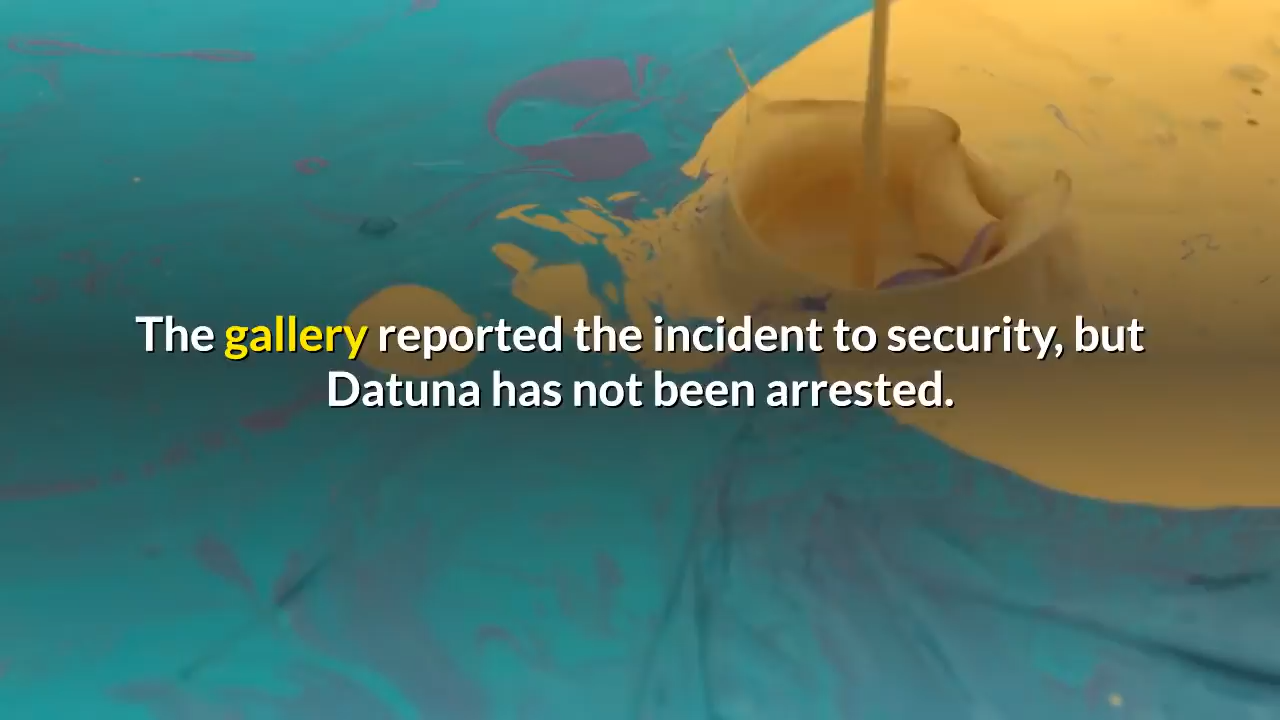 The gallery reported the incident to security, but
Datuna has not been arrested.